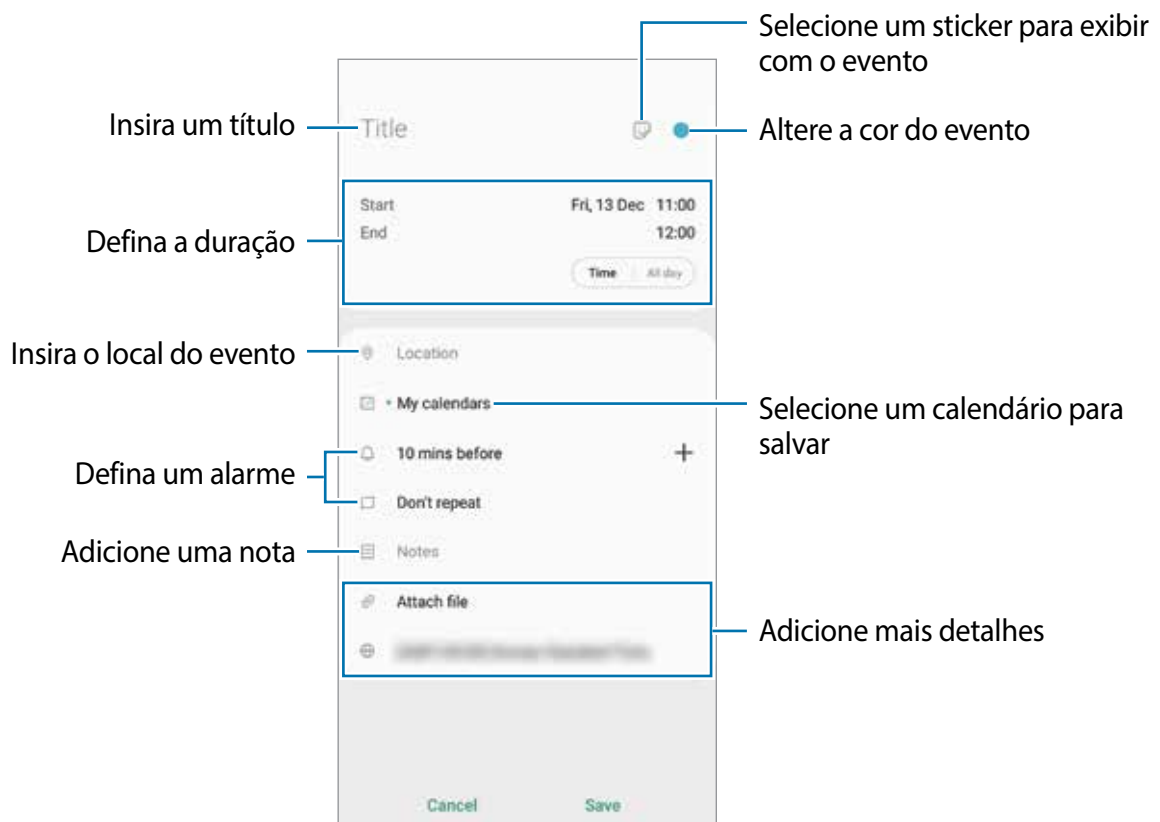 Selecione um sticker para exibir
com o evento
Insira um título
Title
Altere a cor do evento
Start
Fri, 13 Dec 11:00
End
12:00
Defina a duração
Time
All day
Insira o local do evento
Location
My calendars
Selecione um calendário para
salvar
10 mins before
Defina um alarme
Don't repeat
Adicione uma nota
Notes
Attach file
Adicione mais detalhes
Cancel
Save